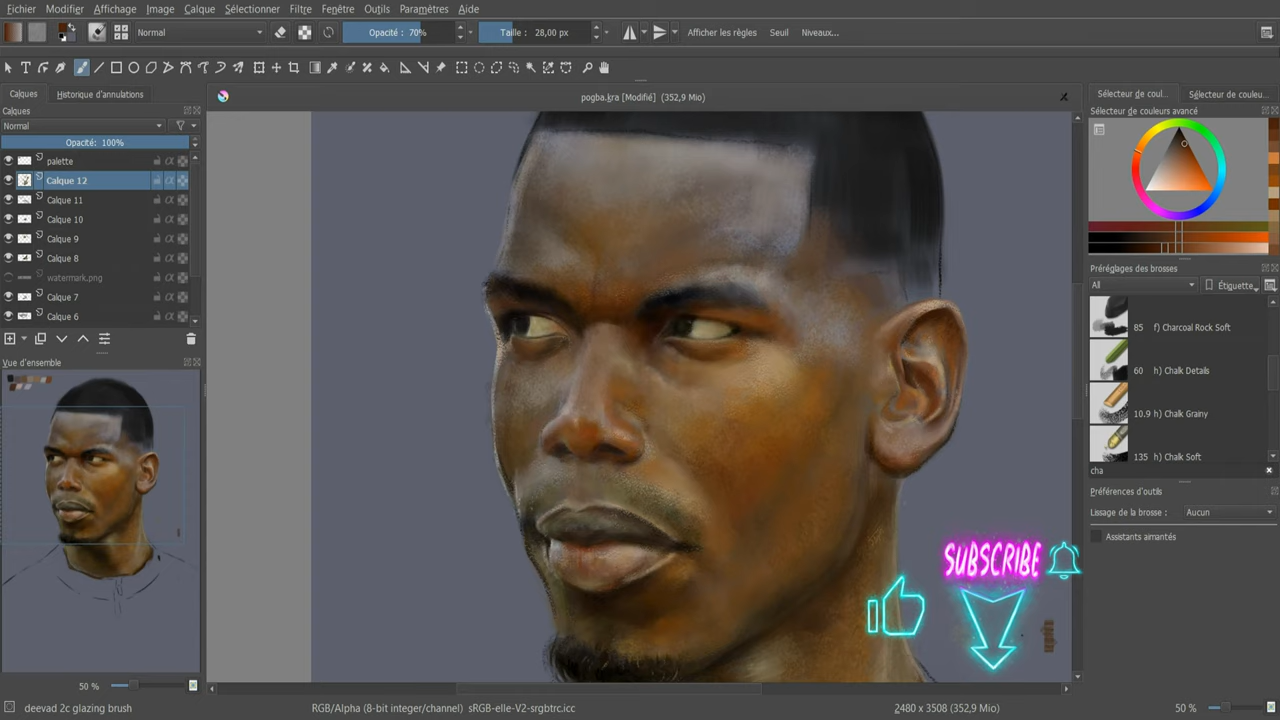 Fichier Modifier Affichage Image Calque Sélectionner Filtre Fenêtre Outils Paramètres Aide
Normal Opacité : 70% Taille : 28,00 px Afficher les règles Seuil Niveaux...
Calques Historique d'annulations
pogba.kra [Modifié] (352,9 Mio)
Sélecteur de coul... Sélecteur de couleu...
Calques
Sélecteur de couleurs avancé
Normal
Opacité: 100%
palette
Calque 12
Calque 11
Calque 10
Calque 9
Calque 8
watermark.png
Calque 7
Calque 6
Préréglages des brosses
All Étiquette
85 f) Charcoal Rock Soft
60 h) Chalk Details
10.9 h) Chalk Grainy
135 h) Chalk Soft
cha
Vue d'ensemble
Préférences d'outils
Lissage de la brosse : Aucun
Assistants aimantés
SUBSCRIBE
50 %
deevad 2c glazing brush RGB/Alpha (8-bit integer/channel) sRGB-elle-V2-srgbtrc.icc 2480 x 3508 (352,9 Mio) 50 %